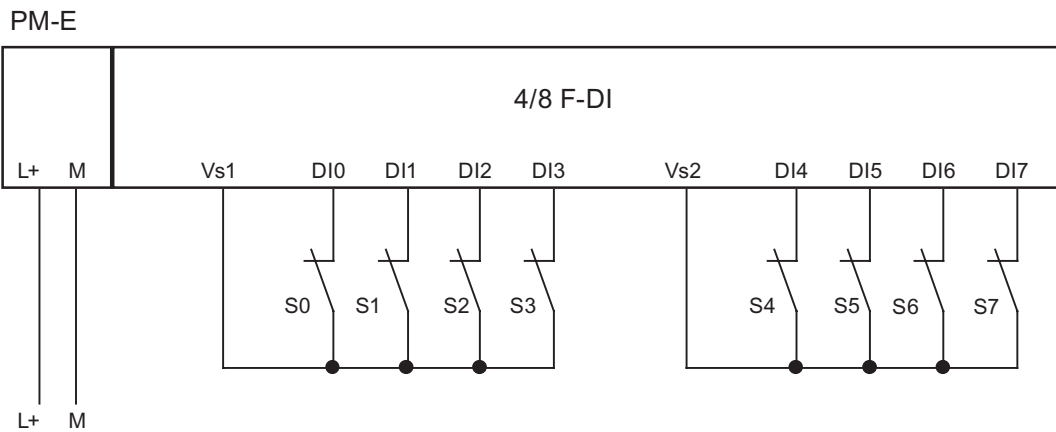 PM-E
4/8 F-DI
L+ M Vs1 DI0 DI1 DI2 DI3 Vs2 DI4 DI5 DI6 DI7
S0 S1 S2 S3 S4 S5 S6 S7
L+ M